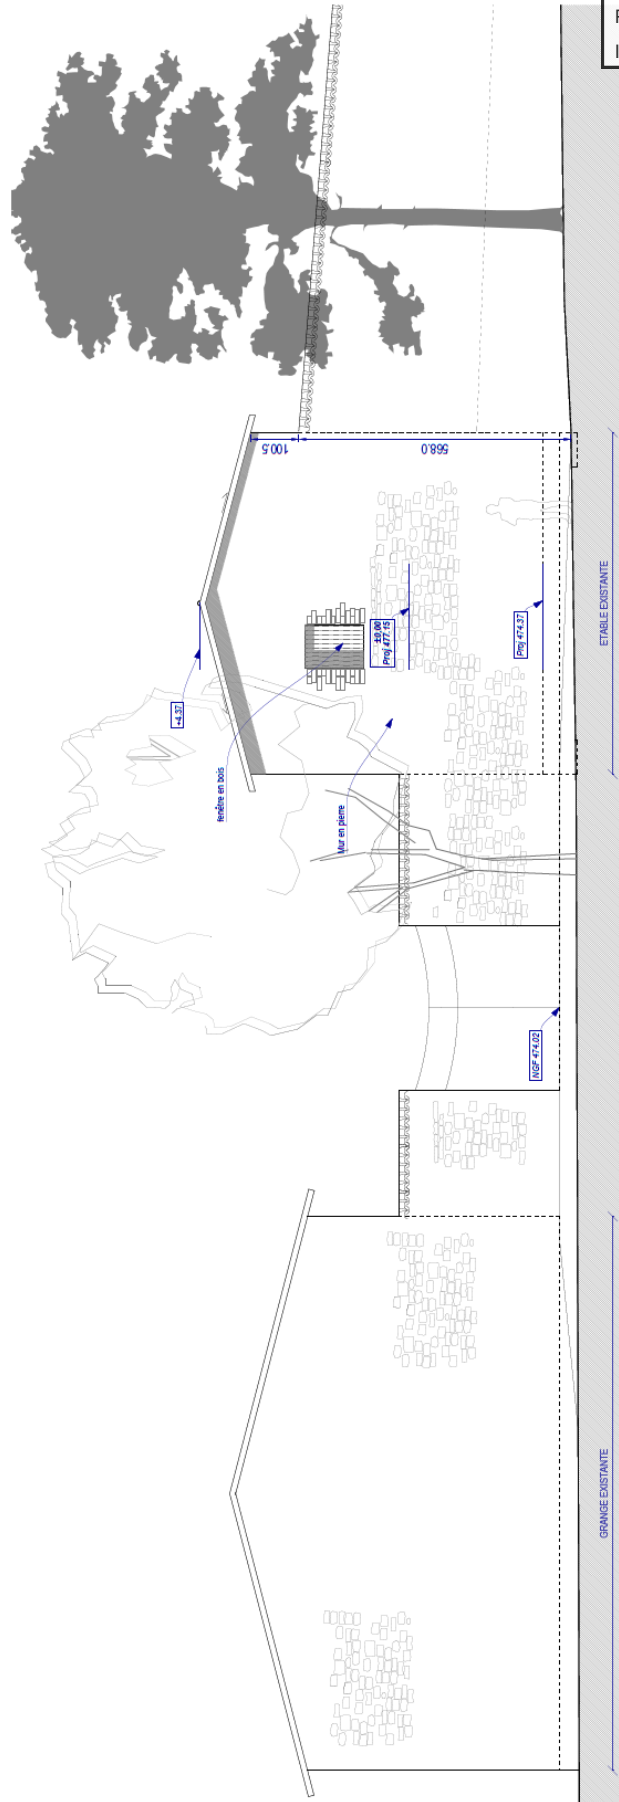 GRANGE EXISTANTE
ETABLE EXISTANTE
+4.37
fenêtre en bois
Mur en pierre
±0,00
Proj 477.15
Proj 474.37
NGF 474.02
100.5
568.0